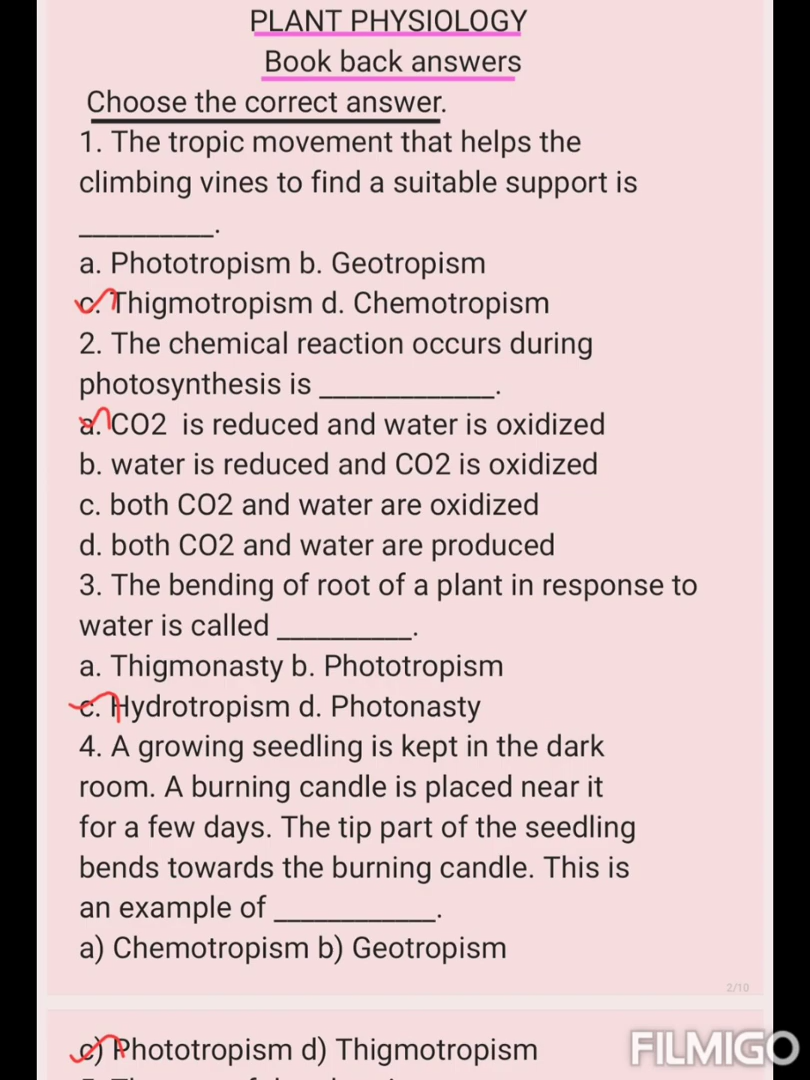 PLANT PHYSIOLOGY
Book back answers
Choose the correct answer.
1. The tropic movement that helps the
climbing vines to find a suitable support is
__________.
a. Phototropism b. Geotropism
c. Thigmotropism d. Chemotropism
2. The chemical reaction occurs during
photosynthesis is _____________.
a. CO2 is reduced and water is oxidized
b. water is reduced and CO2 is oxidized
c. both CO2 and water are oxidized
d. both CO2 and water are produced
3. The bending of root of a plant in response to
water is called __________.
a. Thigmonasty b. Phototropism
c. Hydrotropism d. Photonasty
4. A growing seedling is kept in the dark
room. A burning candle is placed near it
for a few days. The tip part of the seedling
bends towards the burning candle. This is
an example of ____________.
a) Chemotropism b) Geotropism
2/10
c) Phototropism d) Thigmotropism
FILMIGO